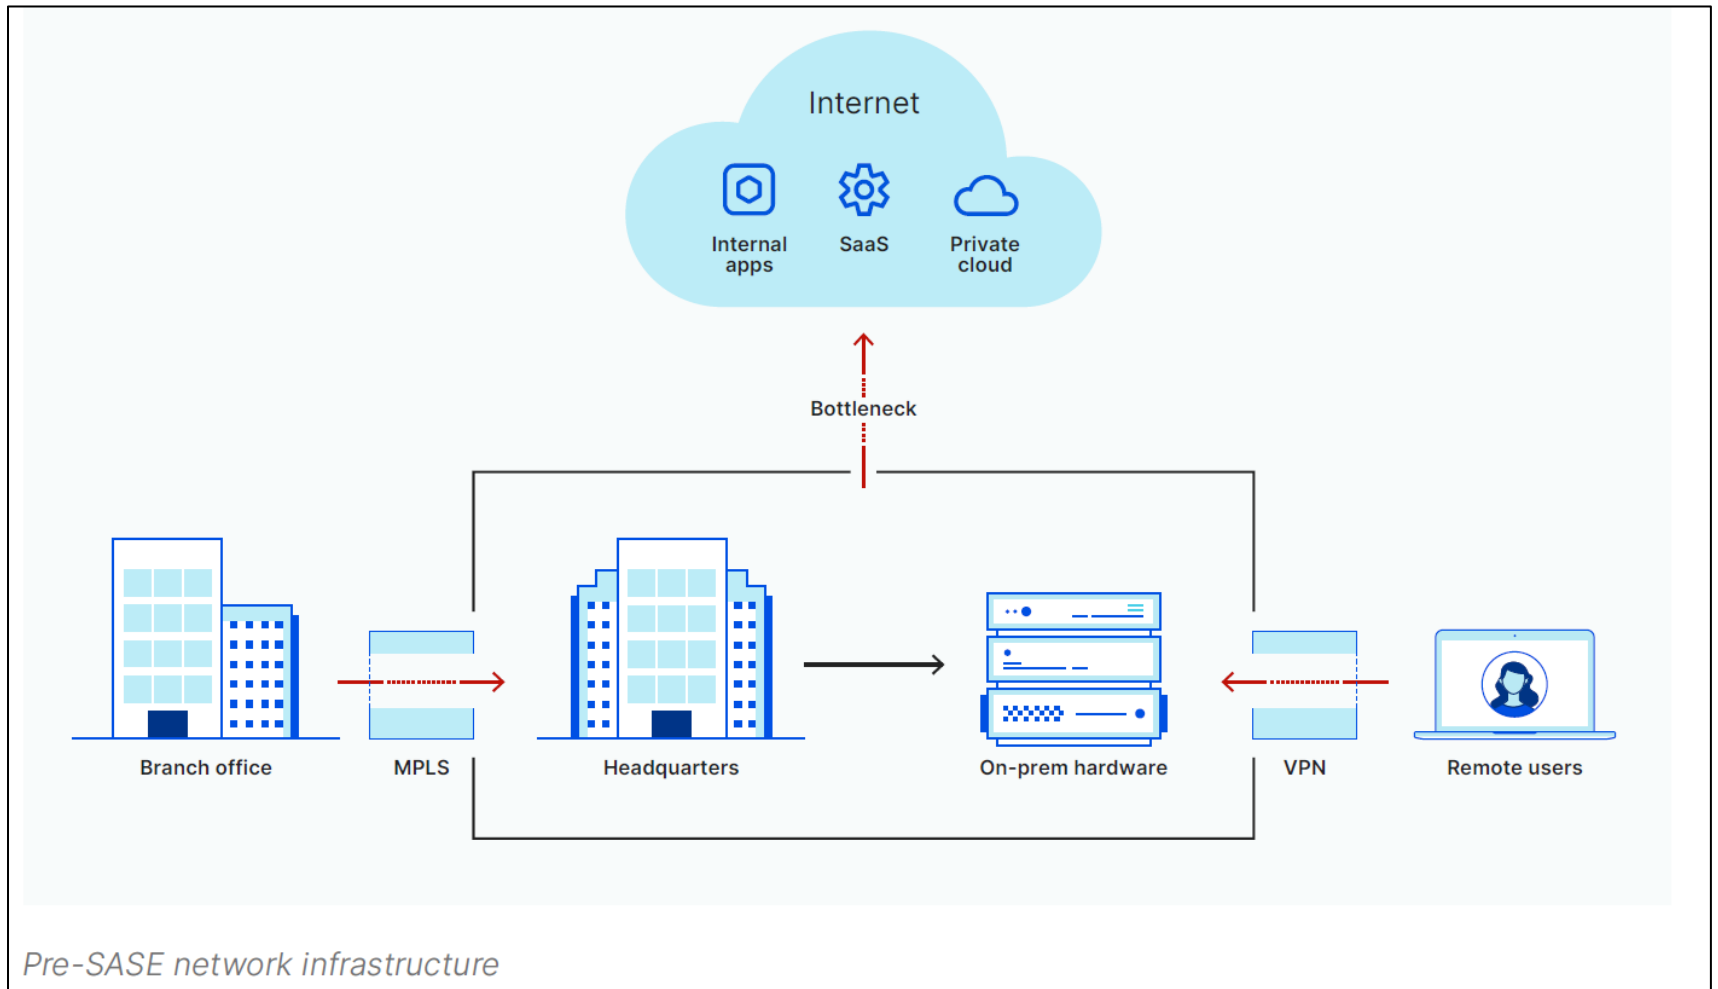 Internet
Internal
apps
SaaS
Private
cloud
Bottleneck
Branch office
MPLS
Headquarters
On-prem hardware
VPN
Remote users
Pre-SASE network infrastructure